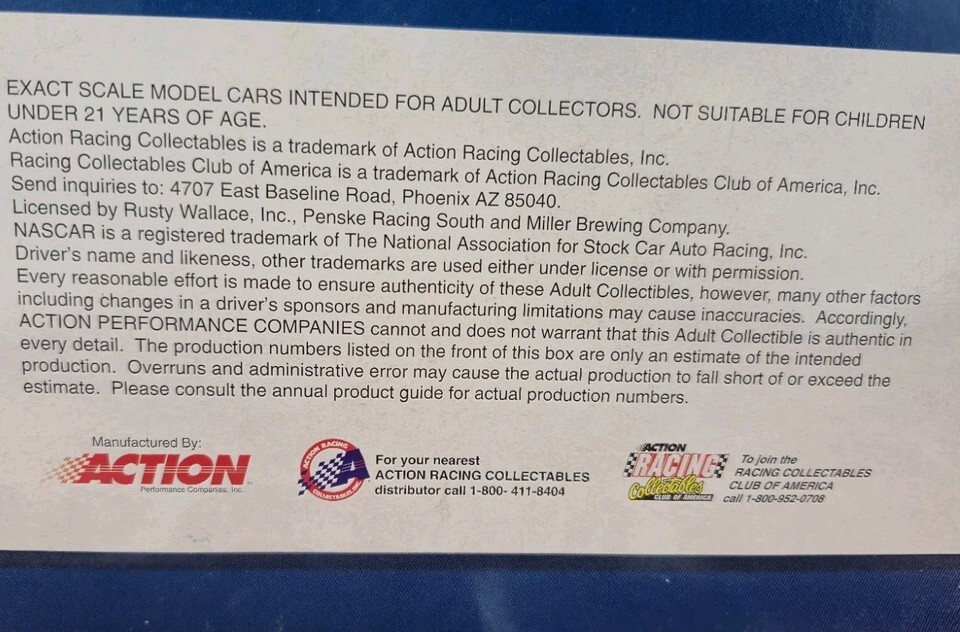 EXACT SCALE MODEL CARS INTENDED FOR ADULT COLLECTORS. NOT SUITABLE FOR CHILDREN
UNDER 21 YEARS OF AGE.
Action Racing Collectables is a trademark of Action Racing Collectables, Inc.
Racing Collectables Club of America is a trademark of Action Racing Collectables Club of America, Inc.
Send inquiries to: 4707 East Baseline Road, Phoenix AZ 85040.
Licensed by Rusty Wallace, Inc., Penske Racing South and Miller Brewing Company.
NASCAR is a registered trademark of The National Association for Stock Car Auto Racing, Inc.
Driver's name and likeness, other trademarks are used either under license or with permission.
Every reasonable effort is made to ensure authenticity of these Adult Collectibles, however, many other factors
including changes in a driver's sponsors and manufacturing limitations may cause inaccuracies. Accordingly,
ACTION PERFORMANCE COMPANIES cannot and does not warrant that this Adult Collectible is authentic in
every detail. The production numbers listed on the front of this box are only an estimate of the intended
production. Overruns and administrative error may cause the actual production to fall short of or exceed the
estimate. Please consult the annual product guide for actual production numbers.
Manufactured By:
ACTION
Performance Companies, Inc.
ACTION RACING
A
COLLECTABLES, INC.
For your nearest
ACTION RACING COLLECTABLES
distributor call 1-800- 411-8404
ACTION
RACING
Collectables
CLUB OF AMERICA
To join the
RACING COLLECTABLES
CLUB OF AMERICA
call 1-800-952-0708